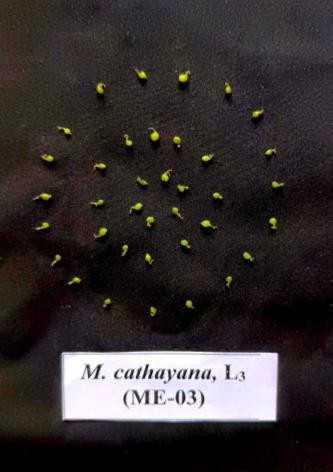 M. cathayana, L₃
(ME-03)